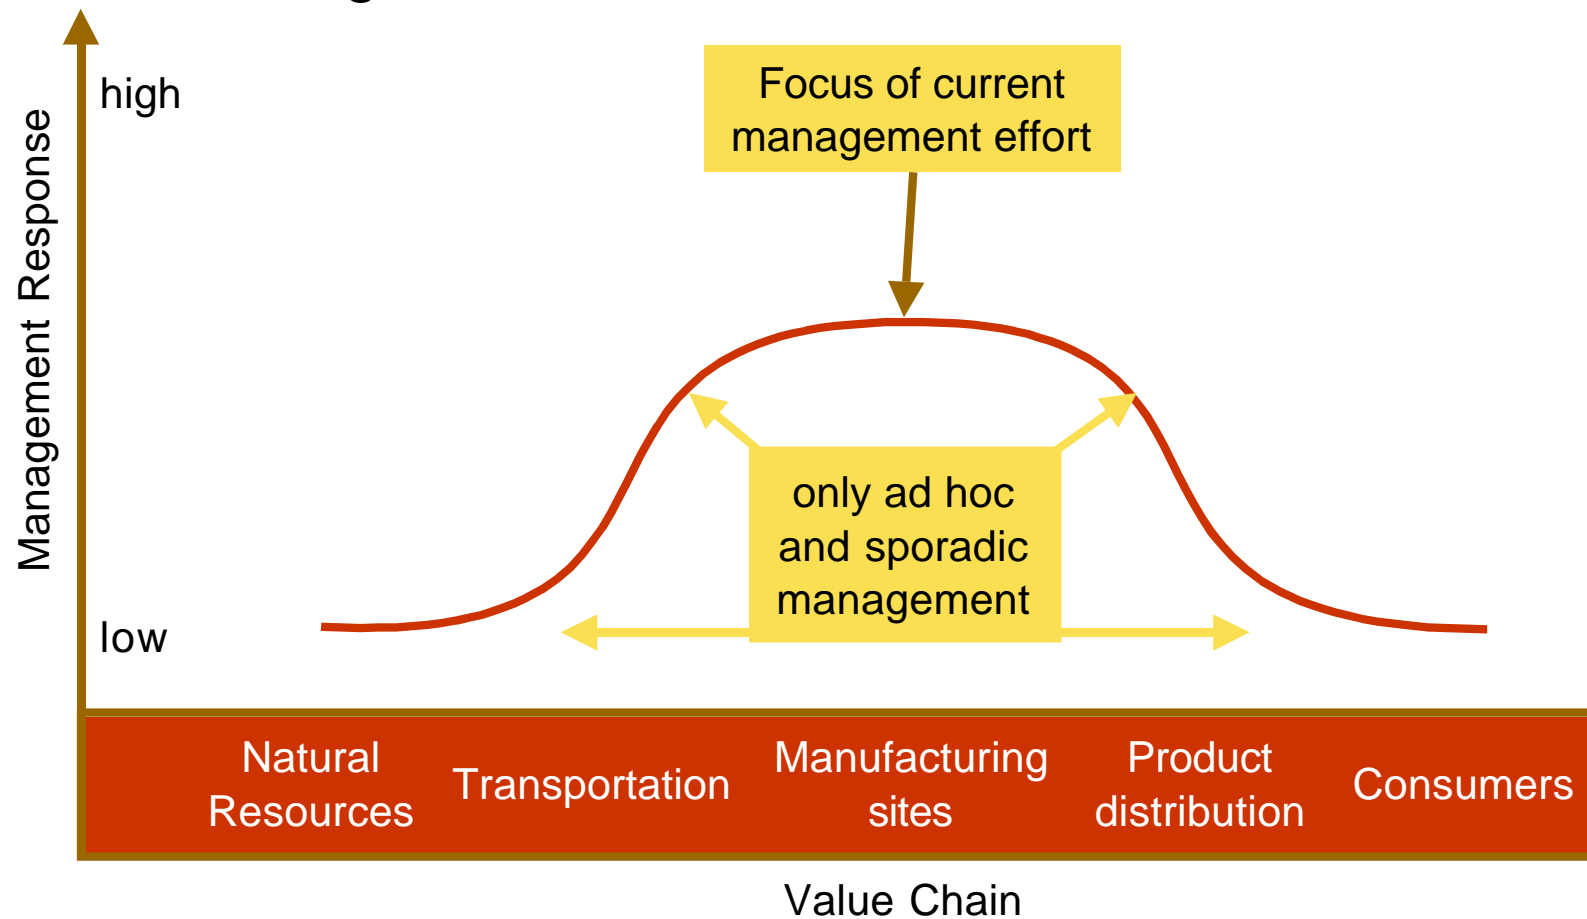 high
Focus of current
management effort
Management Response
only ad hoc
and sporadic
management
low
Natural
Resources
Transportation
Manufacturing
sites
Product
distribution
Consumers
Value Chain